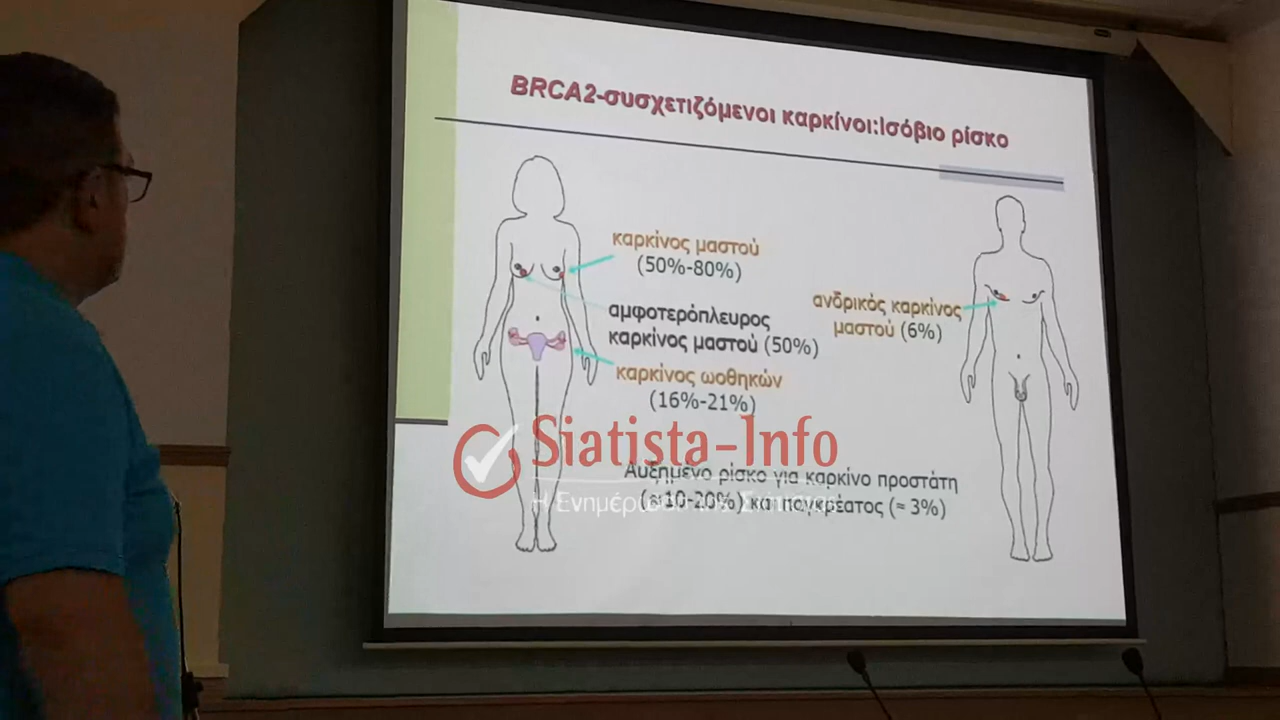 BRCA2-συσχετιζόμενοι καρκίνοι:Ισόβιο ρίσκο
καρκίνος μαστού
(50%-80%)
αμφοτερόπλευρος
καρκίνος μαστού (50%)
καρκίνος ωοθηκών
(16%-21%)
ανδρικός καρκίνος
μαστού (6%)
Siatista-Info
Αυξημένο ρίσκο για καρκίνο προστάτη
(≈10-20%) και παγκρέατος (≈ 3%)
Η Ενημέρωση της